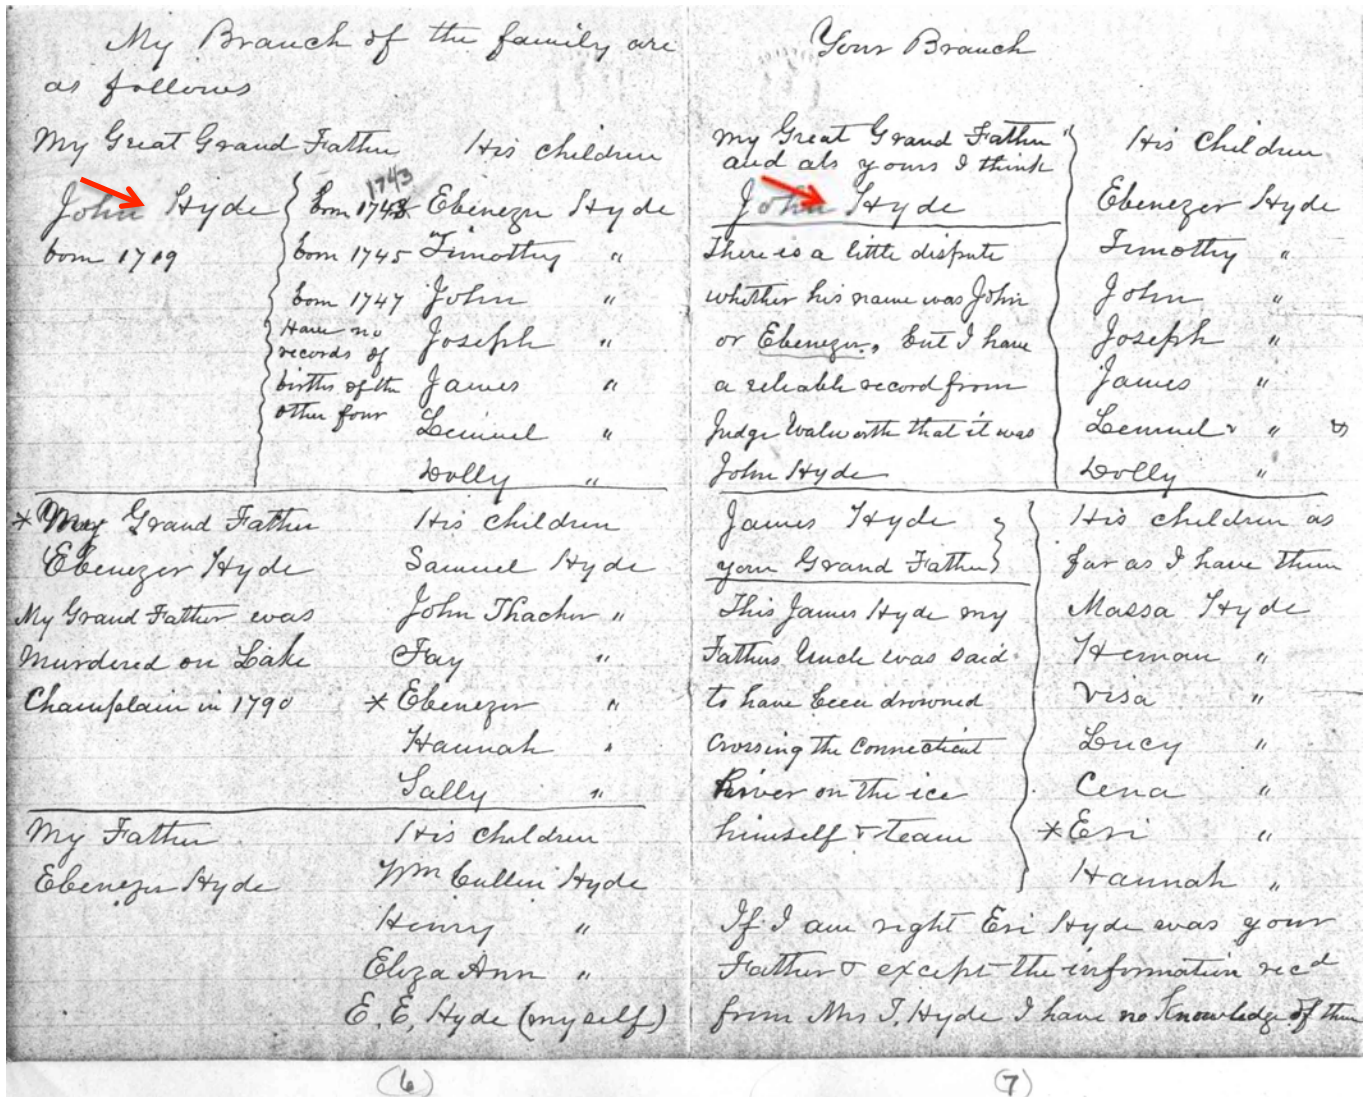 My Branch of the family are
as follows
My Great Grand Father His children
John Hyde born 1743 1743 Ebenezer Hyde
born 1719 born 1745 Timothy "
born 1747 John "
Have no
records of Joseph "
births of the James "
other four Lemuel "
Dolly "
* My Grand Father His children
Ebenezer Hyde Samuel Hyde
My Grand Father was John Thacher "
Murdered on Lake Fay "
Champlain in 1790 * Ebenezer "
Hannah "
Sally "
My Father His children
Ebenezer Hyde Wm Cullin Hyde
Henry "
Eliza Ann "
E. E. Hyde (myself)
(6)
Your Branch
My Great Grand Father " His Children
and als yours I think
John Hyde Ebenezer Hyde
There is a little dispute Timothy "
whether his name was John John "
or Ebenezer, but I have Joseph "
a reliable record from James "
Judge Walworth that it was Lemuel "
John Hyde Dolly "
James Hyde His children as
your Grand Father far as I have them
This James Hyde my Massa Hyde
Fathers Uncle was said Heman "
to have been drowned Visa "
crossing the Connecticut Lucy "
River on the ice Cena "
himself & team * Eri "
Hannah "
If I am right Eri Hyde was your
Father & except the information recd
from Mrs J. Hyde I have no Knowledge of them
(7)